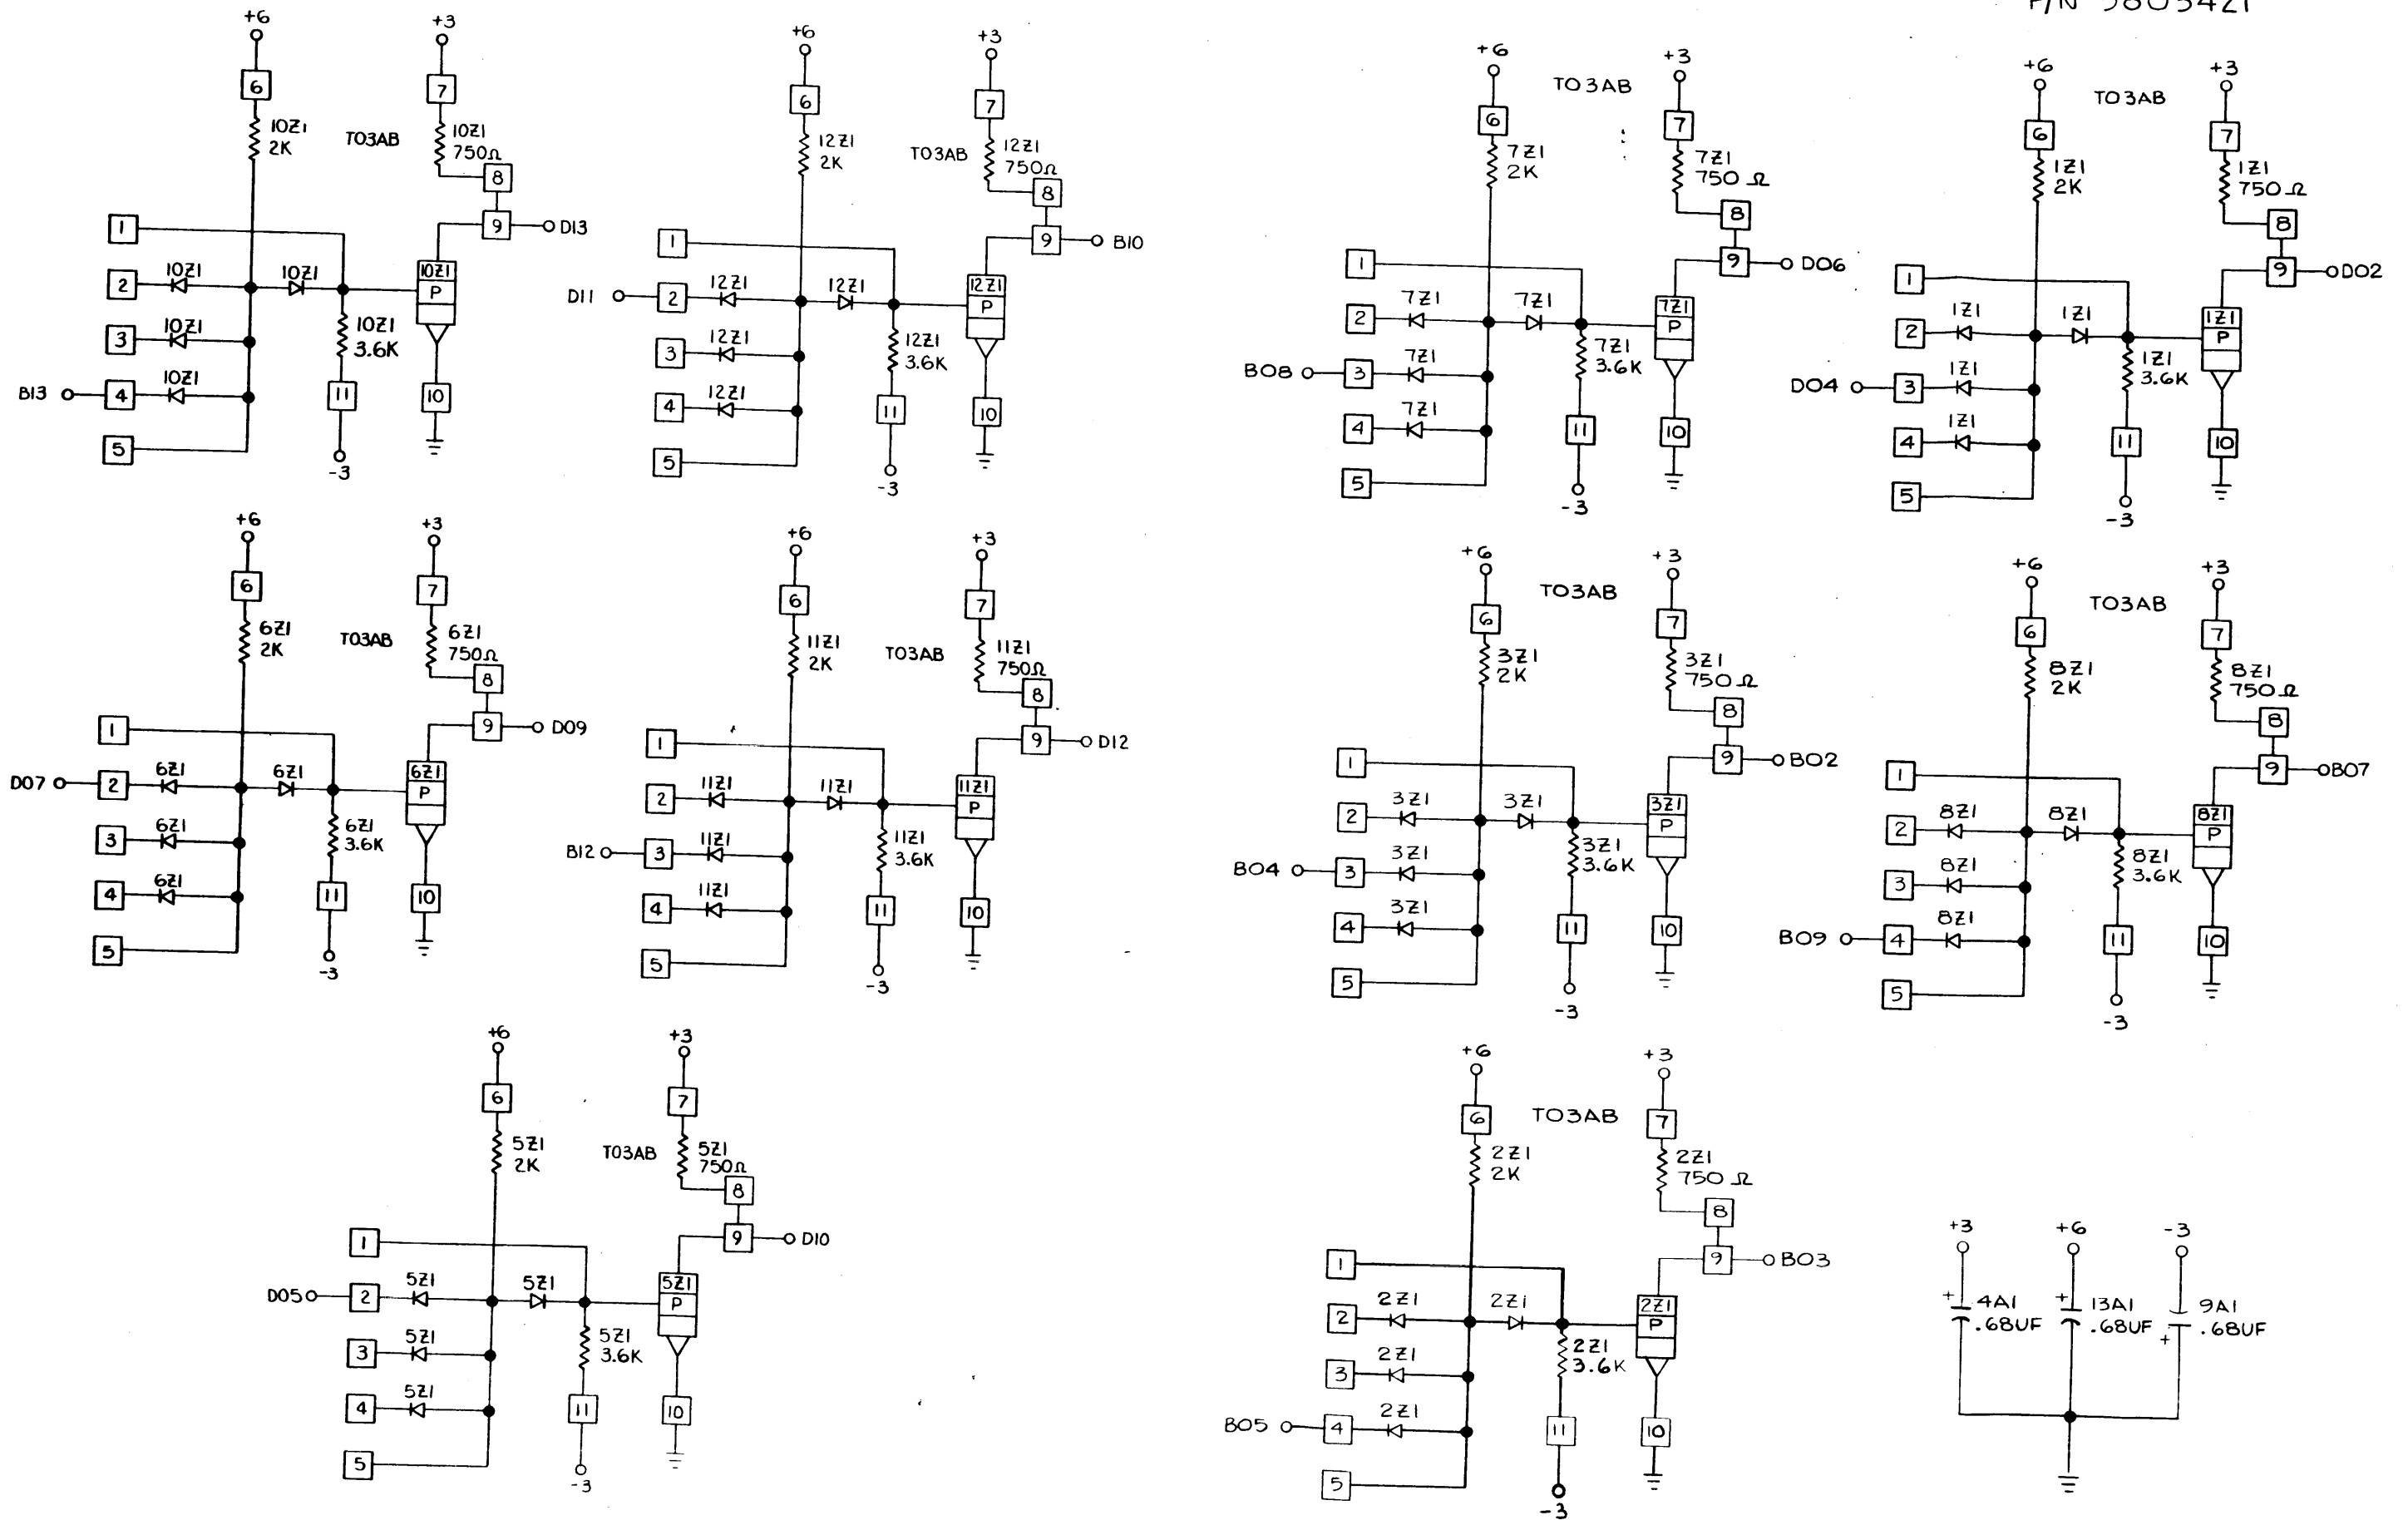 +6
+3
6
7
10Z1
2K
T03AB
10Z1
750Ω
8
1
9
D13
2
10Z1
10Z1
10Z1
P
3
10Z1
10Z1
3.6K
B13
4
10Z1
11
10
5
-3
+6
+3
6
7
12Z1
2K
T03AB
12Z1
750Ω
8
1
9
B10
D11
2
12Z1
12Z1
12Z1
P
3
12Z1
12Z1
3.6K
4
12Z1
11
10
5
-3
+6
+3
6
7
T03AB
7Z1
2K
7Z1
750 Ω
8
1
9
D06
2
7Z1
7Z1
7Z1
P
B08
3
7Z1
7Z1
3.6K
4
7Z1
11
10
5
-3
+6
+3
6
7
T03AB
1Z1
2K
1Z1
750 Ω
8
1
9
D02
2
1Z1
1Z1
1Z1
P
D04
3
1Z1
1Z1
3.6K
4
1Z1
11
10
5
-3
+6
+3
6
7
6Z1
2K
T03AB
6Z1
750Ω
8
1
9
D09
D07
2
6Z1
6Z1
6Z1
P
3
6Z1
6Z1
3.6K
4
6Z1
11
10
5
-3
+6
+3
6
7
11Z1
2K
T03AB
11Z1
750Ω
8
1
9
D12
2
11Z1
11Z1
11Z1
P
B12
3
11Z1
11Z1
3.6K
4
11Z1
11
10
5
-3
+6
+3
6
7
T03AB
3Z1
2K
3Z1
750 Ω
8
1
9
B02
2
3Z1
3Z1
3Z1
P
B04
3
3Z1
3Z1
3.6K
4
3Z1
11
10
5
-3
+6
+3
6
7
T03AB
8Z1
2K
8Z1
750Ω
8
1
9
B07
2
8Z1
8Z1
8Z1
P
3
8Z1
8Z1
3.6K
B09
4
8Z1
11
10
5
-3
+6
+3
6
7
5Z1
2K
T03AB
5Z1
750Ω
8
1
9
D10
D05
2
5Z1
5Z1
5Z1
P
3
5Z1
5Z1
3.6K
4
5Z1
11
10
5
-3
+6
+3
6
7
T03AB
2Z1
2K
2Z1
750 Ω
8
1
9
B03
2
2Z1
2Zi
2Z1
P
3
2Z1
2Z1
3.6K
B05
4
2Z1
11
10
5
-3
+3
+6
-3
+
4A1
.68UF
+
13A1
.68UF
+
9A1
.68UF